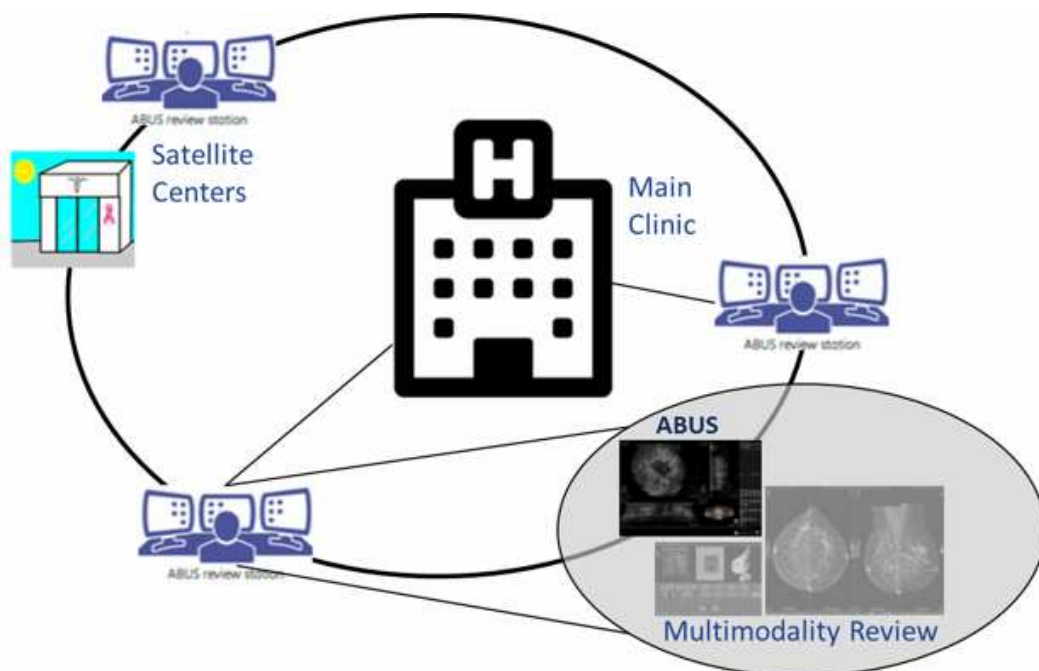 ABUS review station
Satellite
Centers
H
Main
Clinic
ABUS review station
ABUS
ABUS review station
Multimodality Review